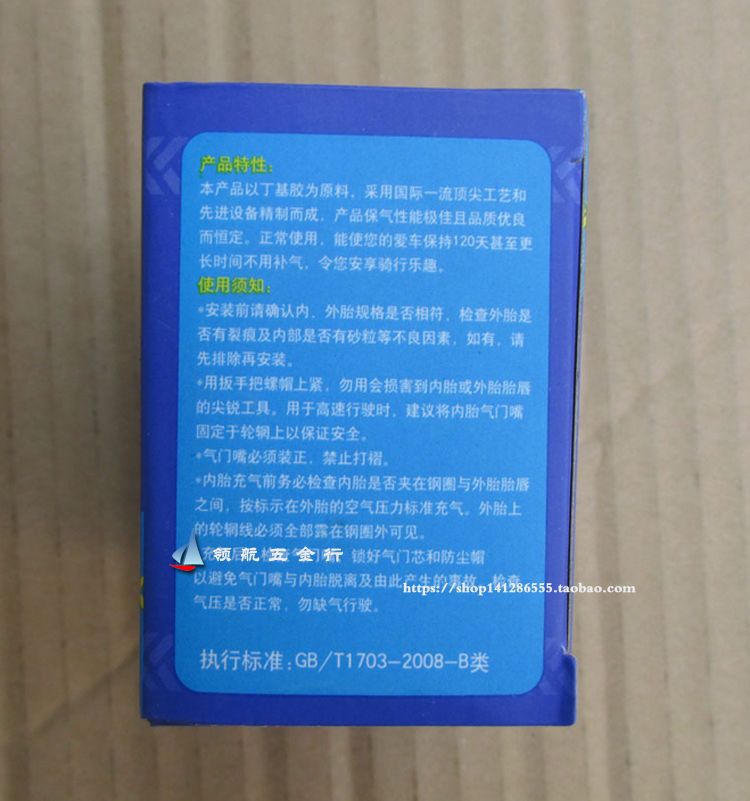 产品特性：
本产品以丁基胶为原料，采用国际一流顶尖工艺和
先进设备精制而成，产品保气性能极佳且品质优良
而恒定。正常使用，能使您的爱车保持120天甚至更
长时间不用补气，令您安享骑行乐趣。
使用须知：
*安装前请确认内、外胎规格是否相符，检查外胎是
否有裂痕及内部是否有砂粒等不良因素，如有，请
先排除再安装。
*用扳手把螺帽上紧，勿用会损害到内胎或外胎胎唇
的尖锐工具。用于高速行驶时，建议将内胎气门嘴
固定于轮辋上以保证安全。
*气门嘴必须装正，禁止打褶。
*内胎充气前务必检查内胎是否夹在钢圈与外胎胎唇
之间，按标示在外胎的空气压力标准充气。外胎上
的轮辋线必须全部露在钢圈外可见。
领航五金行
锁好气门芯和防尘帽
以避免气门嘴与内胎脱离及由此产生的事故，检查
https://shop141286555.taobao.com
气压是否正常，勿缺气行驶。
执行标准：GB/T1703-2008-B类